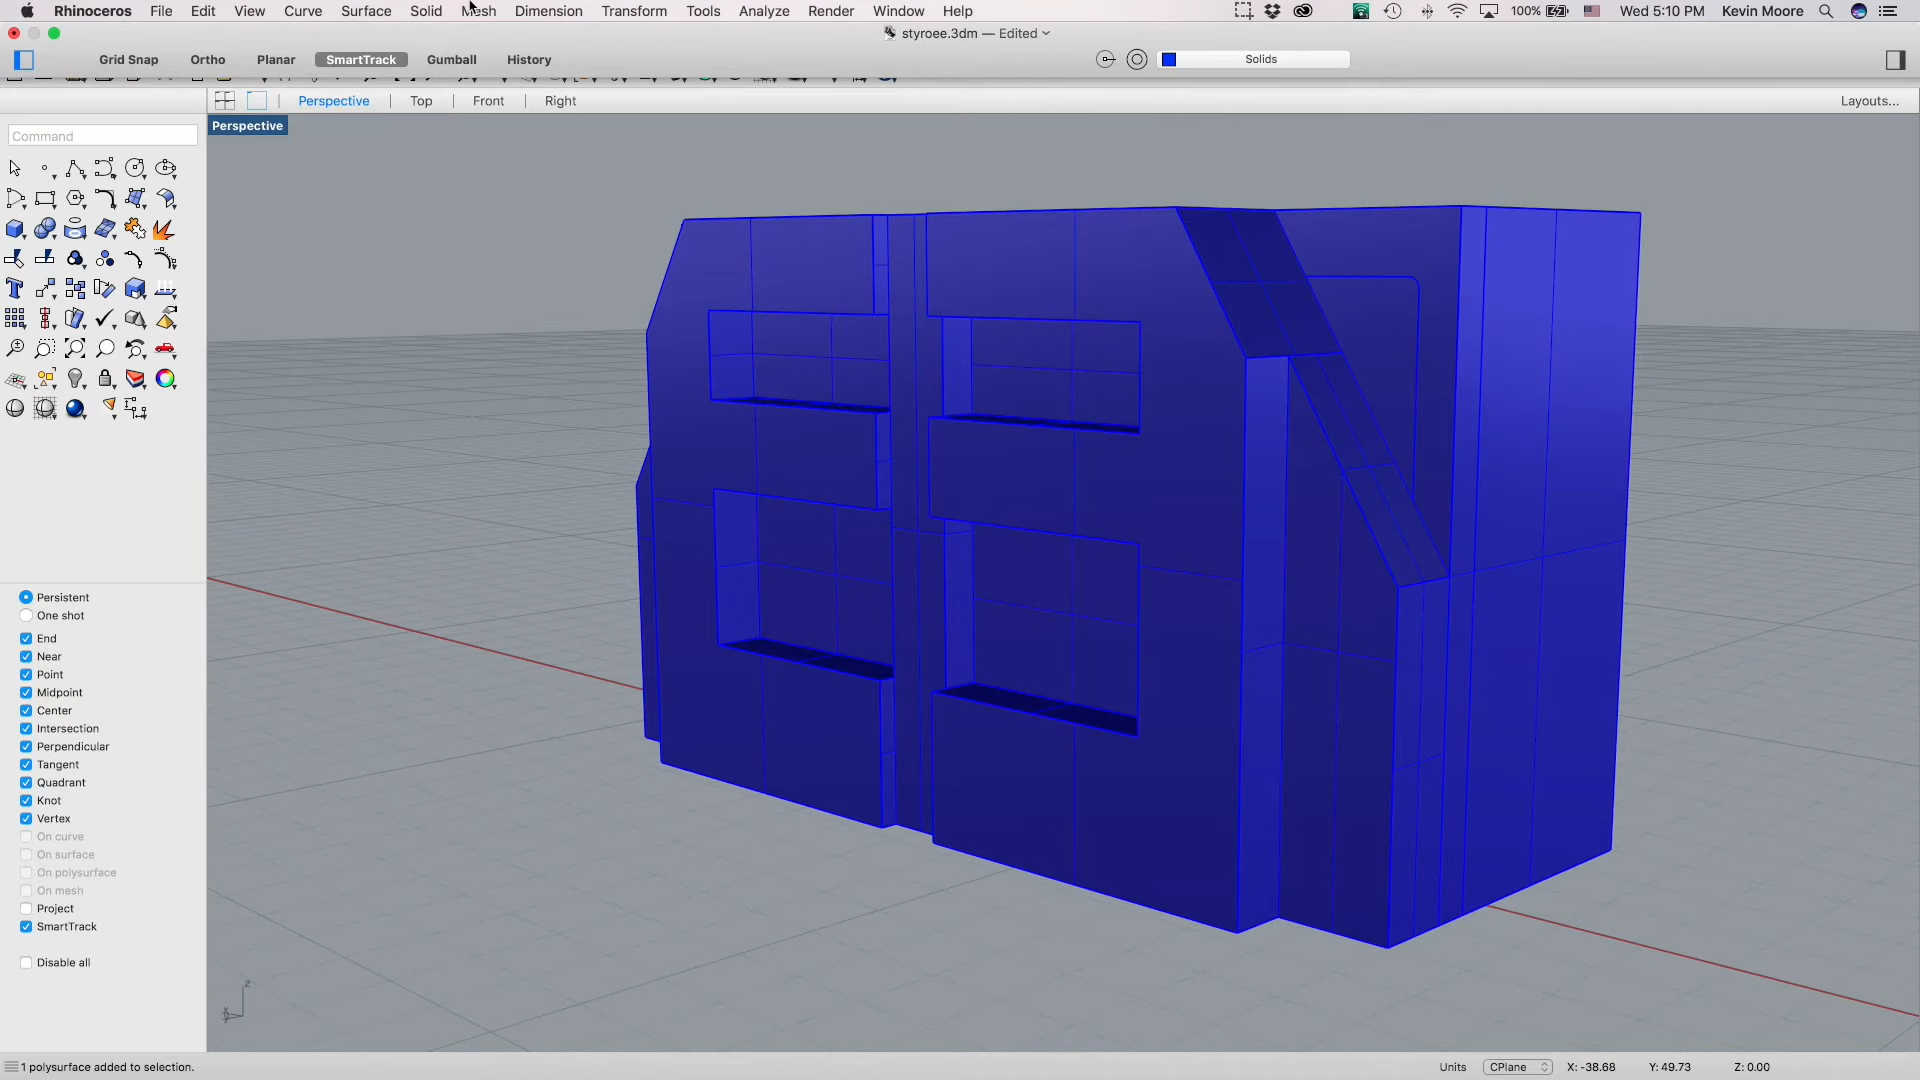 Rhinoceros File Edit View Curve Surface Solid Mesh Dimension Transform Tools Analyze Render Window Help 100% Wed 5:10 PM Kevin Moore
styroee.3dm — Edited
Grid Snap Ortho Planar SmartTrack Gumball History Solids
Perspective Top Front Right Layouts...
Perspective
Command
Persistent
One shot
End
Near
Point
Midpoint
Center
Intersection
Perpendicular
Tangent
Quadrant
Knot
Vertex
On curve
On surface
On polysurface
On mesh
Project
SmartTrack
Disable all
z
x
y
1 polysurface added to selection. Units CPlane X: -38.68 Y: 49.73 Z: 0.00